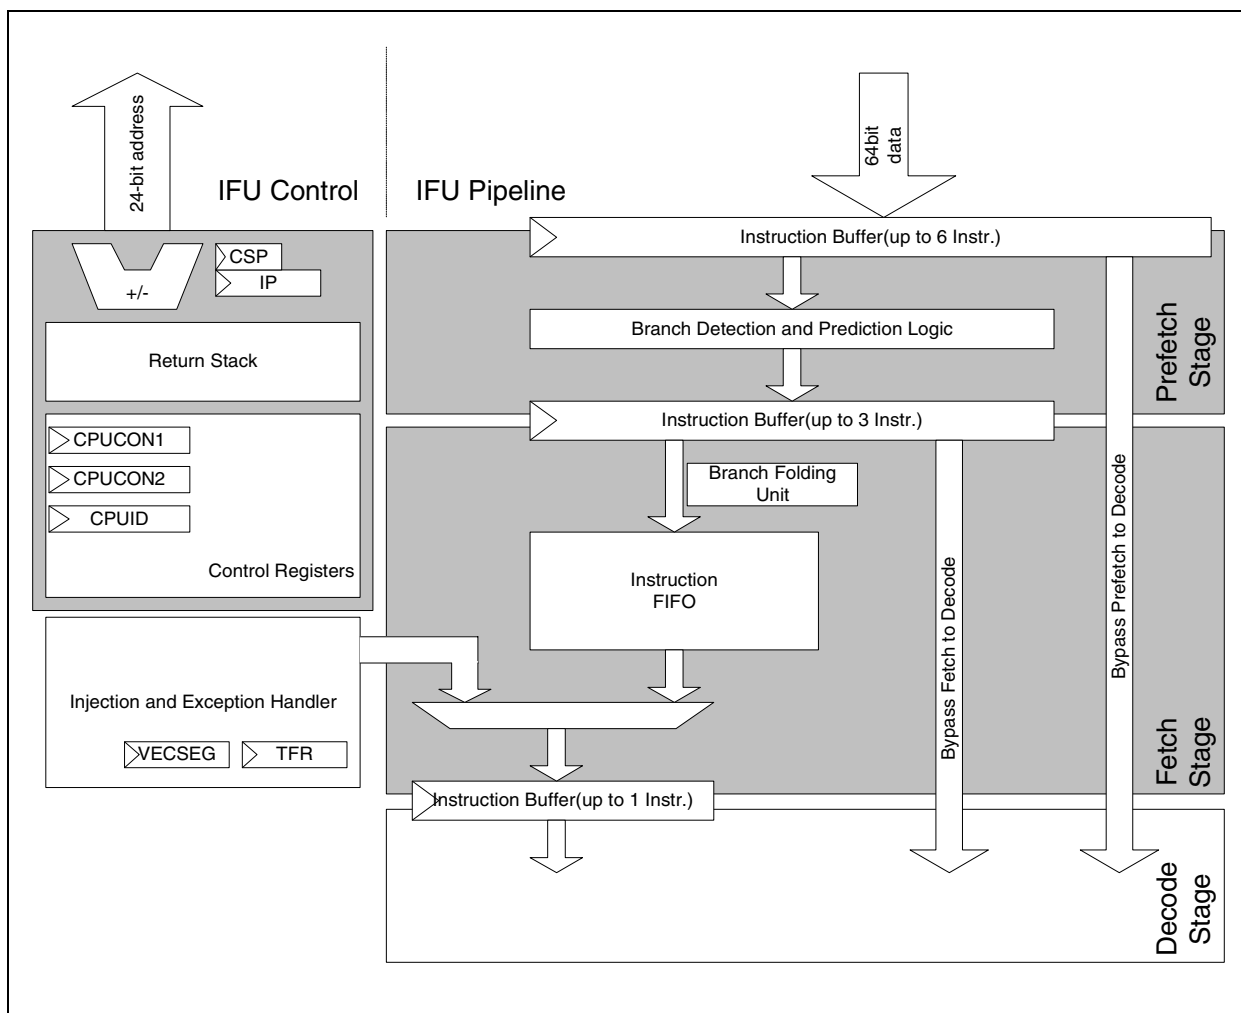 24-bit address
IFU Control
IFU Pipeline
64bit
data
CSP
IP
+/-
Return Stack
CPUCON1
CPUCON2
CPUID
Control Registers
Injection and Exception Handler
VECSEG
TFR
Instruction Buffer(up to 6 Instr.)
Branch Detection and Prediction Logic
Prefetch
Stage
Instruction Buffer(up to 3 Instr.)
Branch Folding
Unit
Instruction
FIFO
Bypass Fetch to Decode
Bypass Prefetch to Decode
Fetch
Stage
Instruction Buffer(up to 1 Instr.)
Decode
Stage